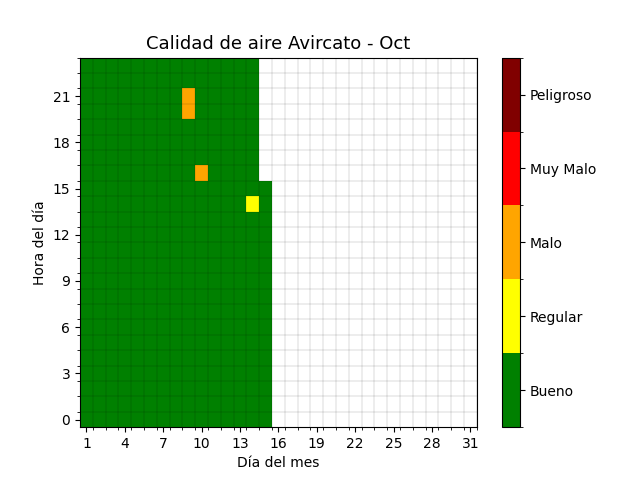 Calidad de aire Avircato - Oct
Hora del día
21
18
15
12
9
6
3
0
1 4 7 10 13 16 19 22 25 28 31
Día del mes
Peligroso
Muy Malo
Malo
Regular
Bueno